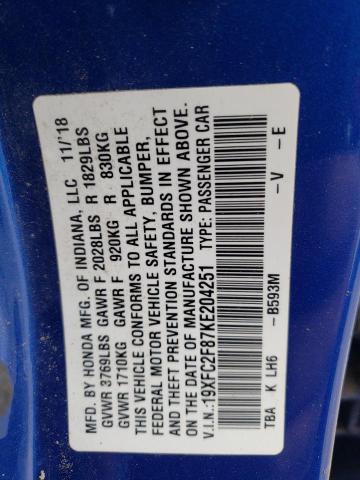 MFD. BY HONDA MFG. OF INDIANA, LLC 11/'18
GVWR 3769LBS GAWR F 2028LBS R 1829LBS
GVWR 1710KG GAWR F 920KG R 830KG
THIS VEHICLE CONFORMS TO ALL APPLICABLE
FEDERAL MOTOR VEHICLE SAFETY, BUMPER,
AND THEFT PREVENTION STANDARDS IN EFFECT
ON THE DATE OF MANUFACTURE SHOWN ABOVE.
V.I.N.:19XFC2F87KE204251 TYPE: PASSENGER CAR
TBA K LH6 -B593M -V -E